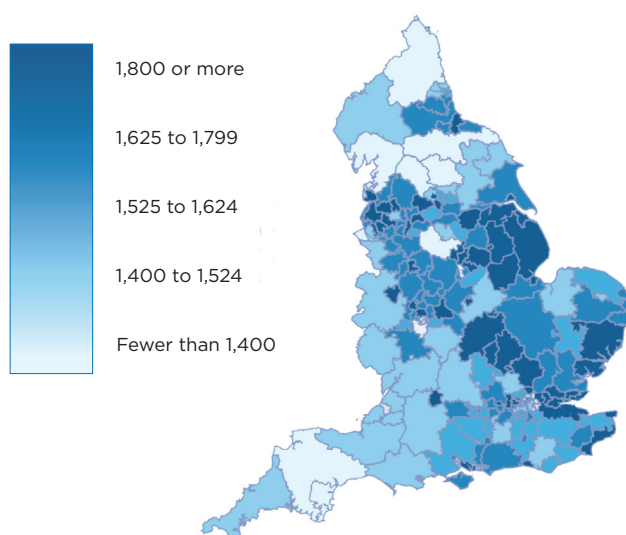 1,800 or more
1,625 to 1,799
1,525 to 1,624
1,400 to 1,524
Fewer than 1,400